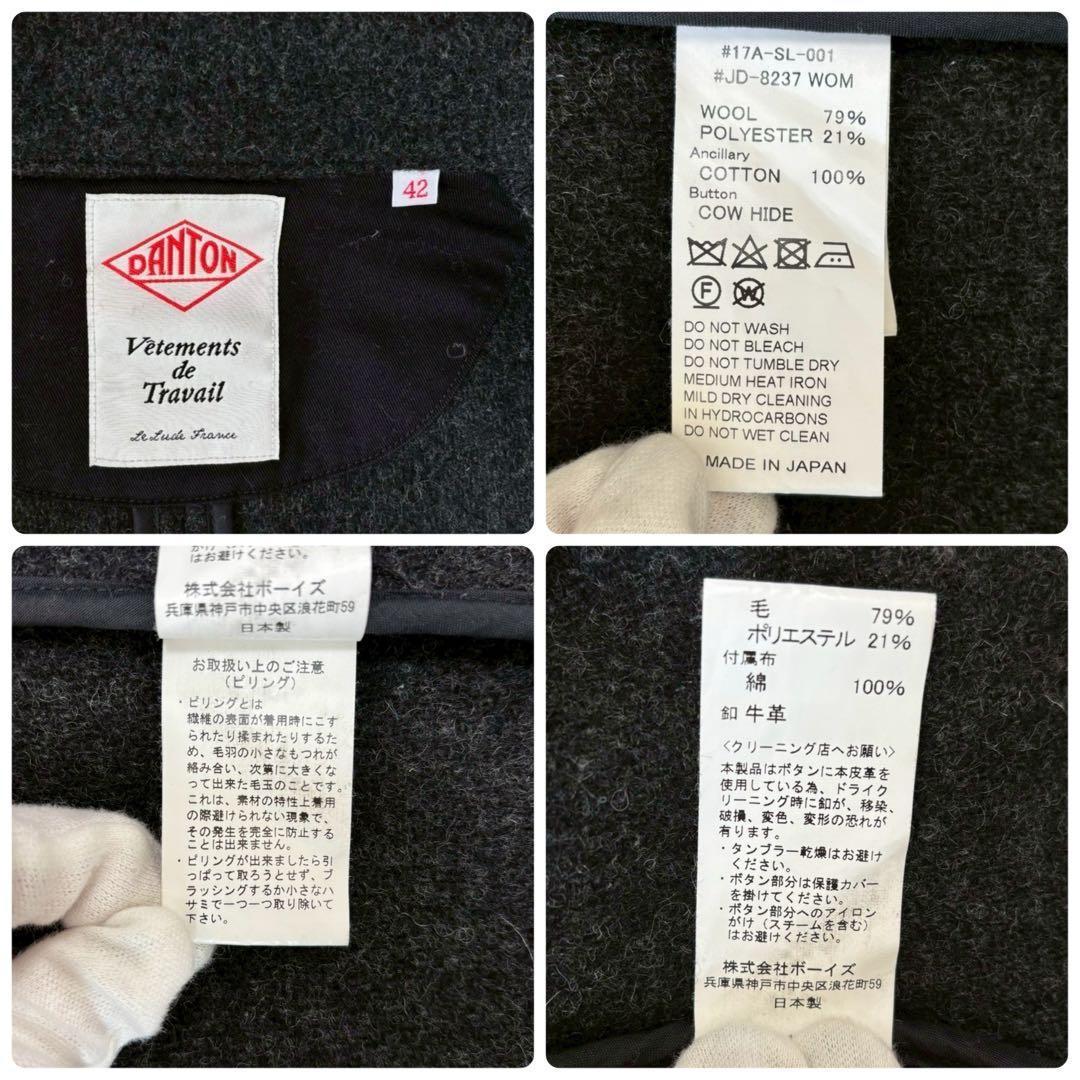 DANTON
Vêtements
de
Travail
Le Lude France
42
#17A-SL-001
#JD-8237 WOM
WOOL 79%
POLYESTER 21%
Ancillary
COTTON 100%
Button
COW HIDE
F W
DO NOT WASH
DO NOT BLEACH
DO NOT TUMBLE DRY
MEDIUM HEAT IRON
MILD DRY CLEANING
IN HYDROCARBONS
DO NOT WET CLEAN
MADE IN JAPAN
はお避けください。
株式会社ボーイズ
兵庫県神戸市中央区浪花町59
日本製
お取扱い上のご注意
(ピリング)
・ピリングとは
繊維の表面が着用時にこす
られたり揉まれたりするた
め、毛羽の小さなもつれが
絡み合い、次第に大きくな
って出来た毛玉のことです。
これは、素材の特性上着用
の際避けられない現象で、
その発生を完全に防止する
ことは出来ません。
・ピリングが出来ましたら引
っぱって取ろうとせず、ブ
ラッシングするか小さなハ
サミで一つ一つ取り除いて
下さい。
毛 79%
ポリエステル 21%
付属布
綿 100%
釦 牛革
〈クリーニング店へお願い〉
本製品はボタンに本皮革を
使用している為、ドライク
リーニング時に釦が、移染、
破損、変色、変形の恐れが
有ります。
・タンブラー乾燥はお避け
ください。
・ボタン部分は保護カバー
を掛けてください。
・ボタン部分へのアイロン
がけ(スチームを含む)
はお避けください。
株式会社ボーイズ
兵庫県神戸市中央区浪花町59
日本製